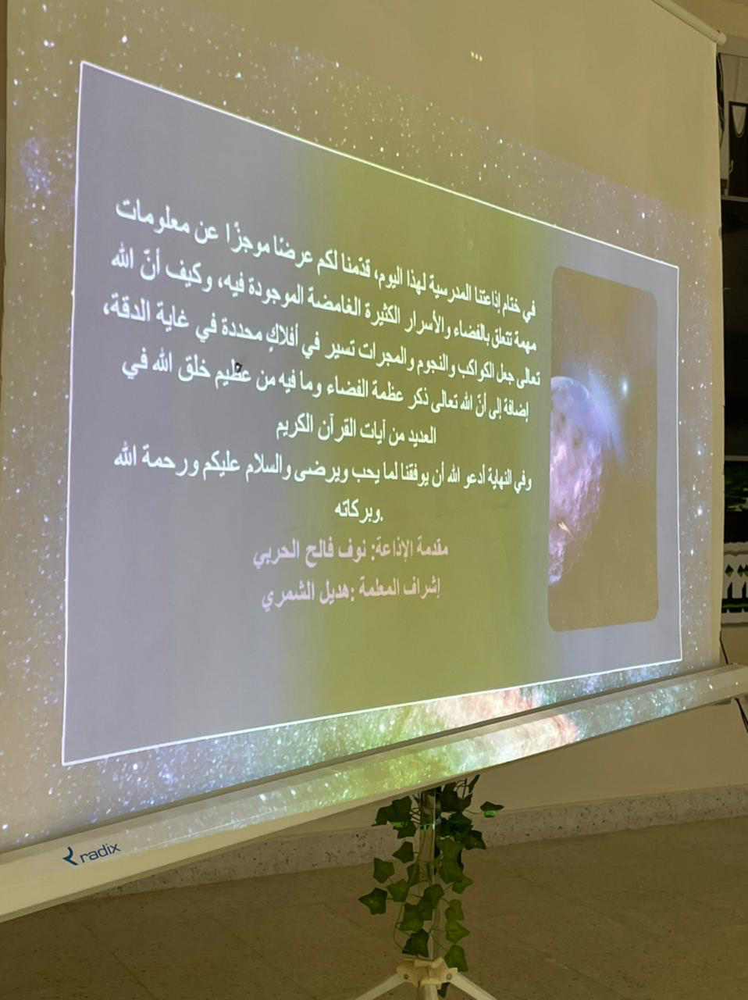 في ختام إذاعتنا المدرسية لهذا اليوم، قدّمنا لكم عرضًا موجزًا عن معلومات
مهمة تتعلق بالفضاء والأسرار الكثيرة الغامضة الموجودة فيه، وكيف أنّ الله
تعالى جعل الكواكب والنجوم والمجرات تسير في أفلاكٍ محددة في غاية الدقة،
إضافة إلى أنّ الله تعالى ذكر عظمة الفضاء وما فيه من عظيم خلق الله في
العديد من آيات القرآن الكريم
وفي النهاية أدعو الله أن يوفقنا لما يحب ويرضى والسلام عليكم ورحمة الله
وبركاته.
مقدمة الإذاعة: نوف فالح الحربي
إشراف المعلمة :هديل الشمري
radix